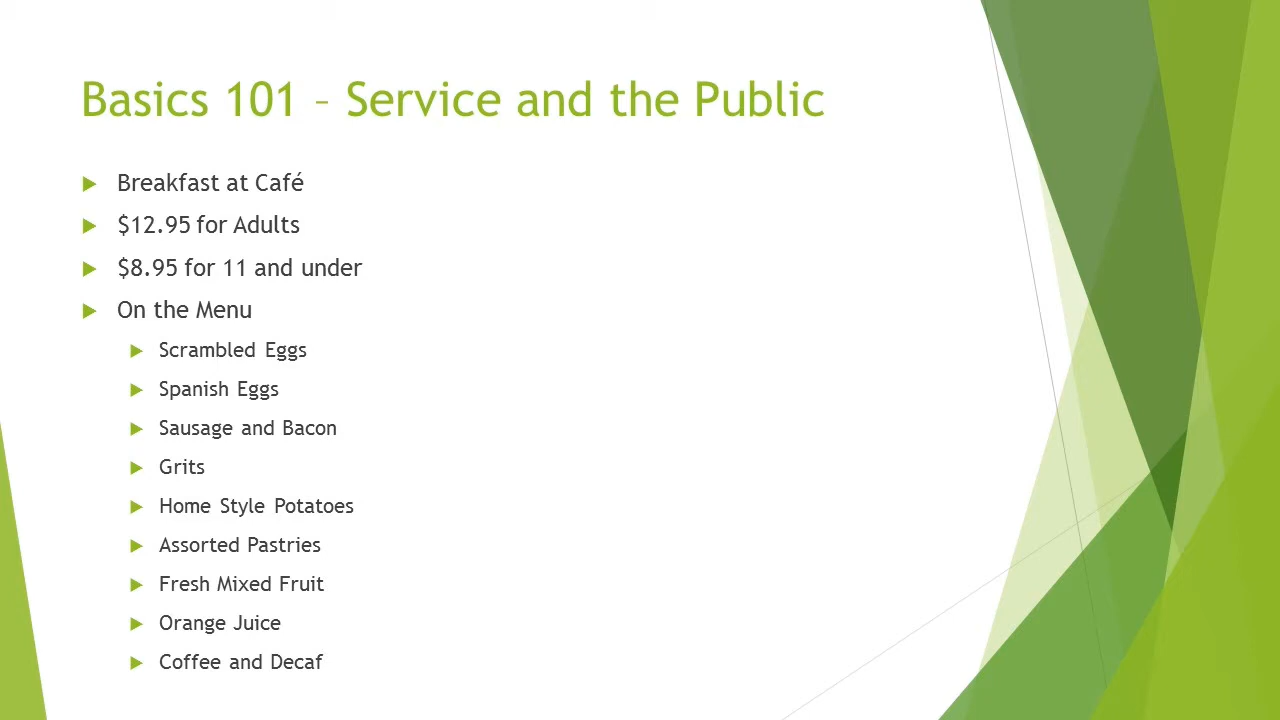 Basics 101 – Service and the Public
Breakfast at Café
$12.95 for Adults
$8.95 for 11 and under
On the Menu
Scrambled Eggs
Spanish Eggs
Sausage and Bacon
Grits
Home Style Potatoes
Assorted Pastries
Fresh Mixed Fruit
Orange Juice
Coffee and Decaf